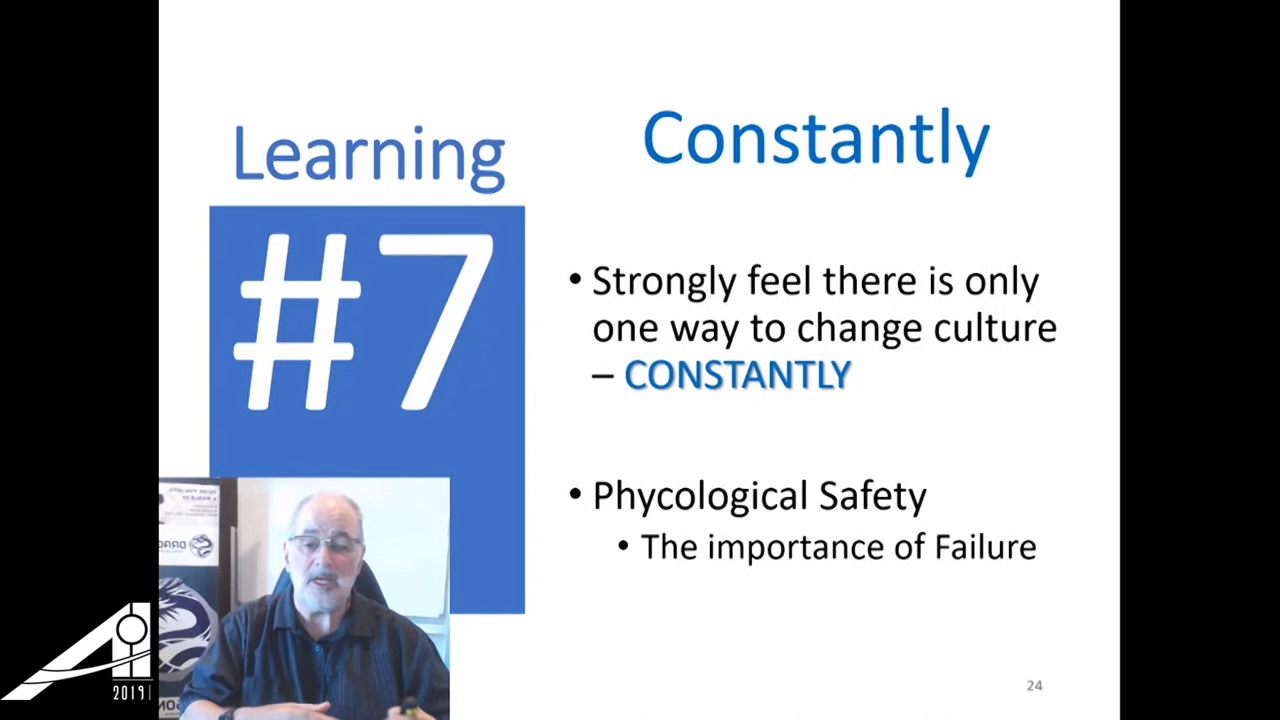 Learning
#7
Constantly
• Strongly feel there is only
one way to change culture
– CONSTANTLY
• Phycological Safety
• The importance of Failure
24
2019